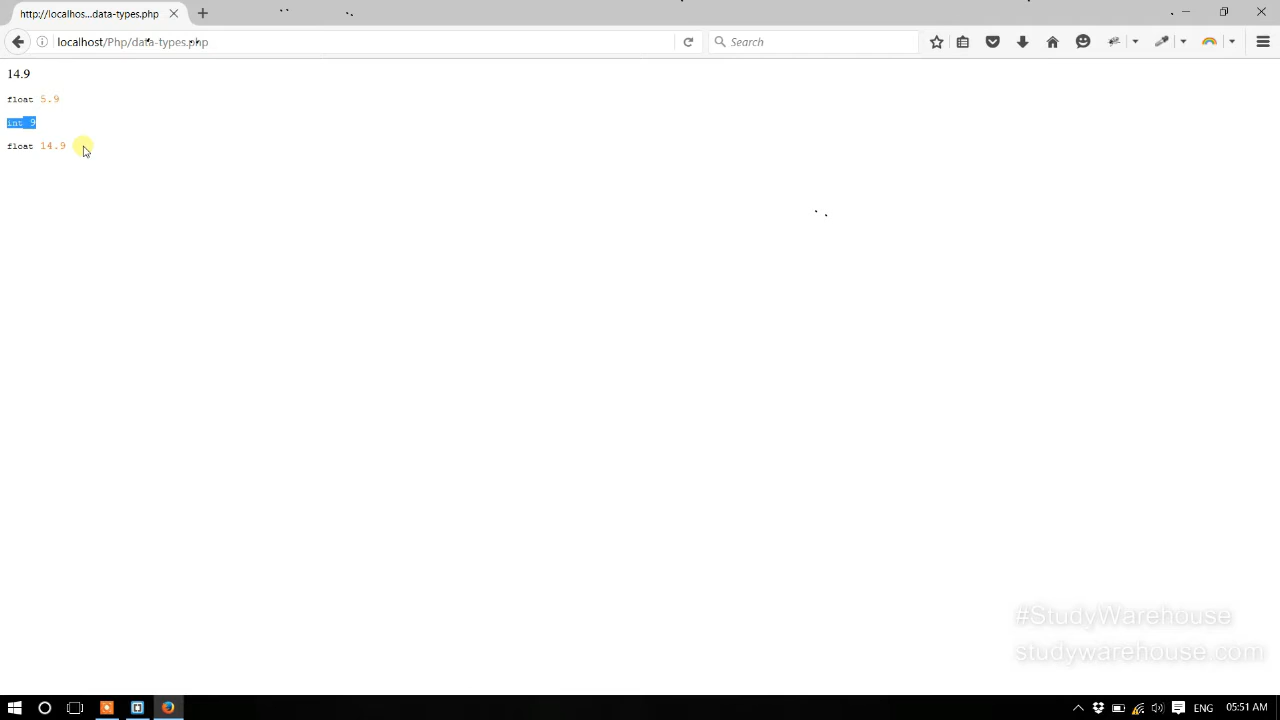 http://localhos...data-types.php
localhost/Php/data-types.php
Search
14.9
float 5.9
int 9
float 14.9
#StudyWarehouse
studywarehouse.com
ENG
05:51 AM